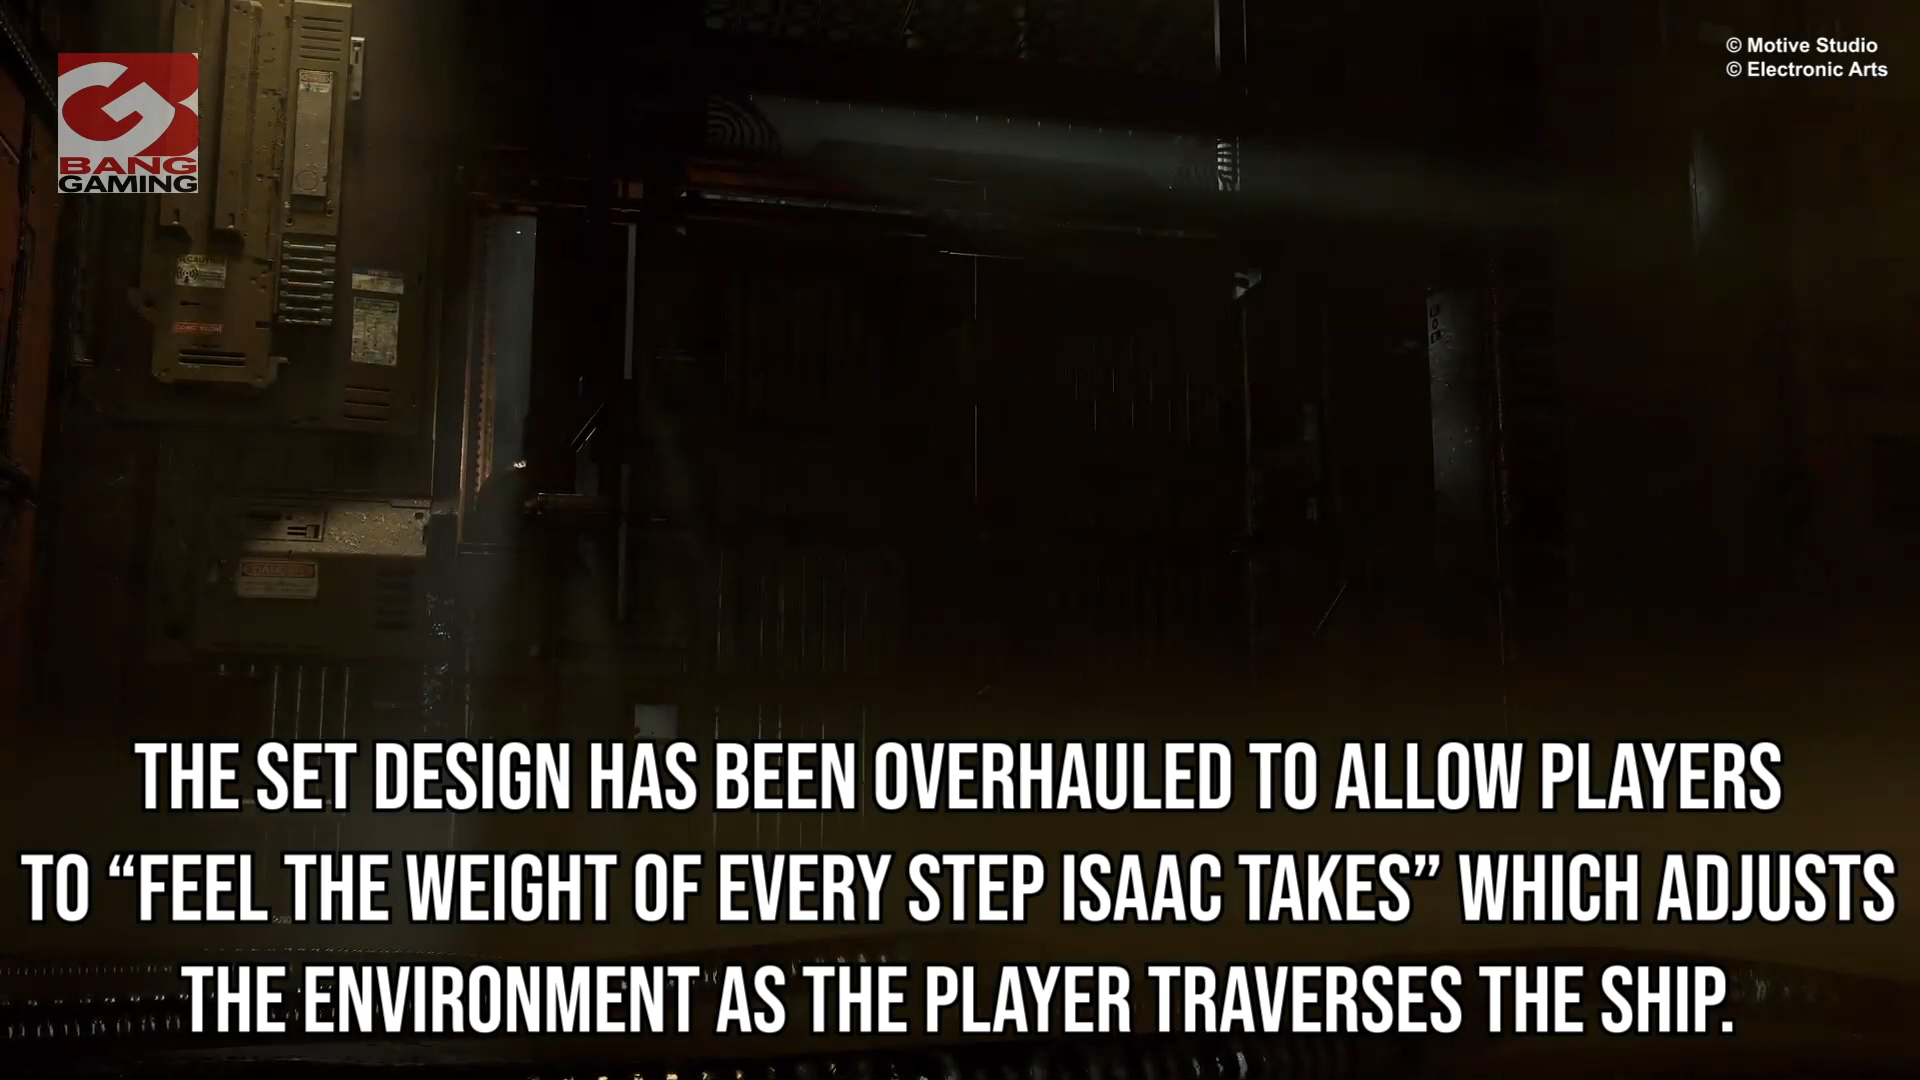 © Motive Studio
© Electronic Arts
BANG
GAMING
DANGER
THE SET DESIGN HAS BEEN OVERHAULED TO ALLOW PLAYERS
TO “FEEL THE WEIGHT OF EVERY STEP ISAAC TAKES” WHICH ADJUSTS
THE ENVIRONMENT AS THE PLAYER TRAVERSES THE SHIP.